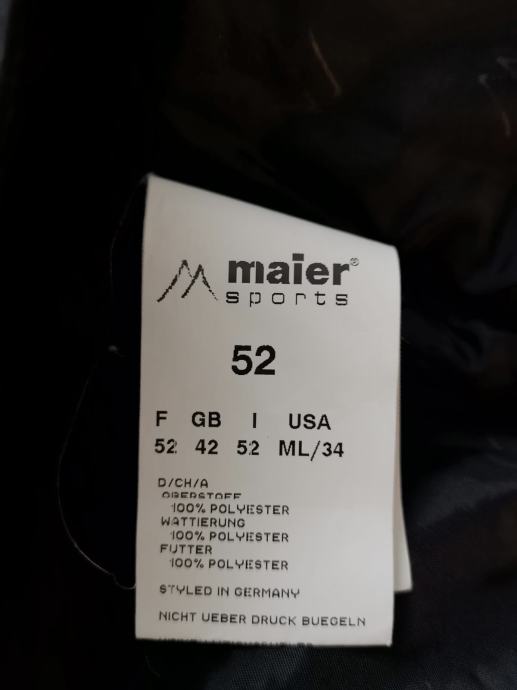 maier®
sports
52
F GB I USA
52 42 52 ML/34
D/CH/A
OBERSTOFF
100% POLYESTER
WATTIERUNG
100% POLYESTER
FUTTER
100% POLYESTER
STYLED IN GERMANY
NICHT UEBER DRUCK BUEGELN